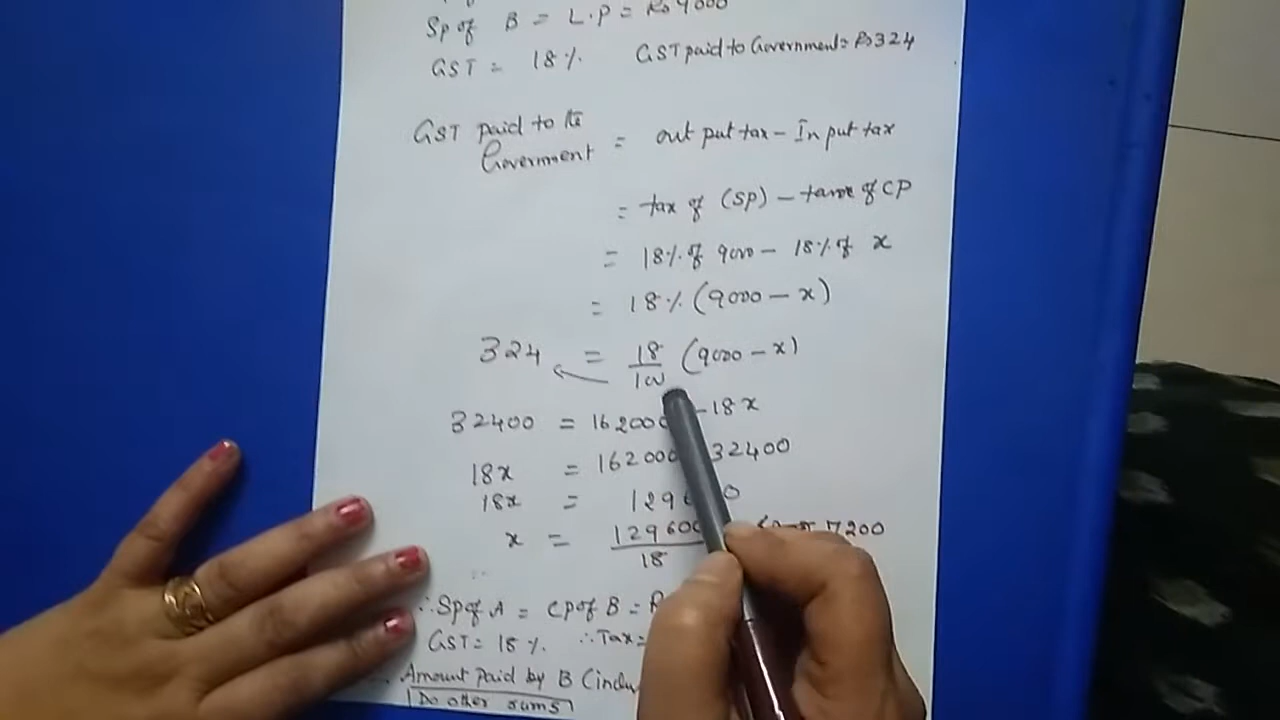 Sp of B = L.P = Rs 9000
GST = 18% GST paid to Government = Rs 324
GST paid to the
Goverment = out put tax - In put tax
= tax of (SP) - tax of CP
= 18% of 9000 - 18% of x
= 18% (9000 - x)
324 = 18/100 (9000 - x)
32400 = 162000 - 18x
18x = 162000 32400
18x = 129 0
x = 129600/18 7200
∴ Sp of A = CP of B =
GST = 18%. ∴ Tax =
Amount Paid by B
Do other sums